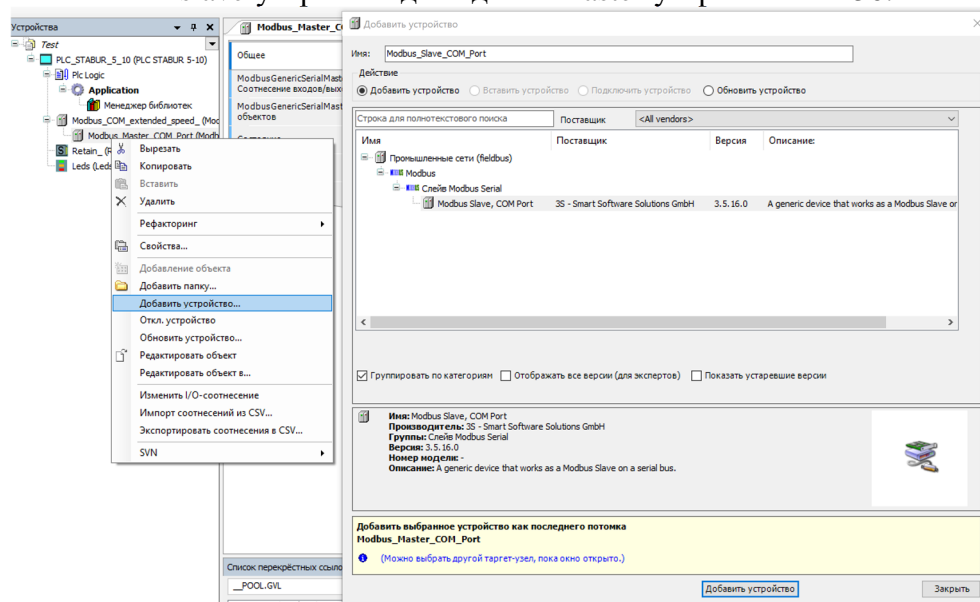 Устройства
Test
PLC_STABUR_5_10 (PLC STABUR 5-10)
Plc Logic
Application
Менеджер библиотек
Modbus_COM_extended_speed_ (Moc
Modbus_Master_COM_Port (Modb
Retain_ (R
Leds (Leds
Вырезать
Копировать
Вставить
Удалить
Рефакторинг
Свойства...
Добавление объекта
Добавить папку...
Добавить устройство...
Откл. устройство
Обновить устройство...
Редактировать объект
Редактировать объект в...
Изменить I/O-соотнесение
Импорт соотнесений из CSV...
Экспортировать соотнесения в CSV...
SVN
Modbus_Master_C
Общее
ModbusGenericSerialMast
Соотнесение входов/вых
ModbusGenericSerialMast
объектов
Список перекрёстных ссыло
__POOL.GVL
Добавить устройство
Имя: Modbus_Slave_COM_Port
Действие
Добавить устройство Вставить устройство Подключить устройство Обновить устройство
Строка для полнотекстового поиска Поставщик <All vendors>
Имя Поставщик Версия Описание:
Промышленные сети (fieldbus)
Modbus
Слейв Modbus Serial
Modbus Slave, COM Port 3S - Smart Software Solutions GmbH 3.5.16.0 A generic device that works as a Modbus Slave or
Группировать по категориям Отображать все версии (для экспертов) Показать устаревшие версии
Имя: Modbus Slave, COM Port
Производитель: 3S - Smart Software Solutions GmbH
Группы: Слейв Modbus Serial
Версия: 3.5.16.0
Номер модели: -
Описание: A generic device that works as a Modbus Slave on a serial bus.
Добавить выбранное устройство как последнего потомка
Modbus_Master_COM_Port
(Можно выбрать другой таргет-узел, пока окно открыто.)
Добавить устройство Закрыть